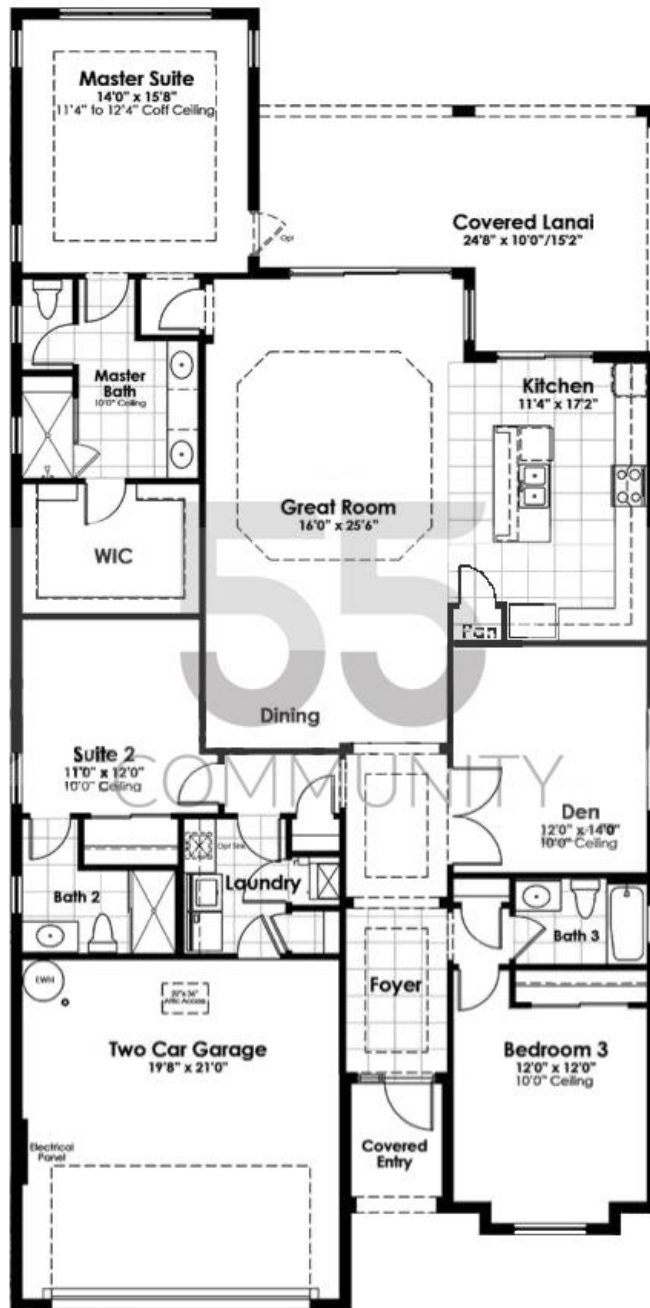 Master Suite
14'0" x 15'8"
11'4" to 12'4" Coff Ceiling
Opt
Covered Lanai
24'8" x 10'0"/15'2"
Master
Bath
10'0" Ceiling
Kitchen
11'4" x 17'2"
Great Room
16'0" x 25'6"
WIC
55
Pan
Dining
Suite 2
11'0" x 12'0"
10'0" Ceiling
COMMUNITY
Den
12'0" x 14'0"
10'0" Ceiling
Opt Sink
Laundry
Bath 2
Bath 3
EWH
Attic Access
Foyer
Two Car Garage
19'8" x 21'0"
Bedroom 3
12'0" x 12'0"
10'0" Ceiling
Electrical
Panel
Covered
Entry